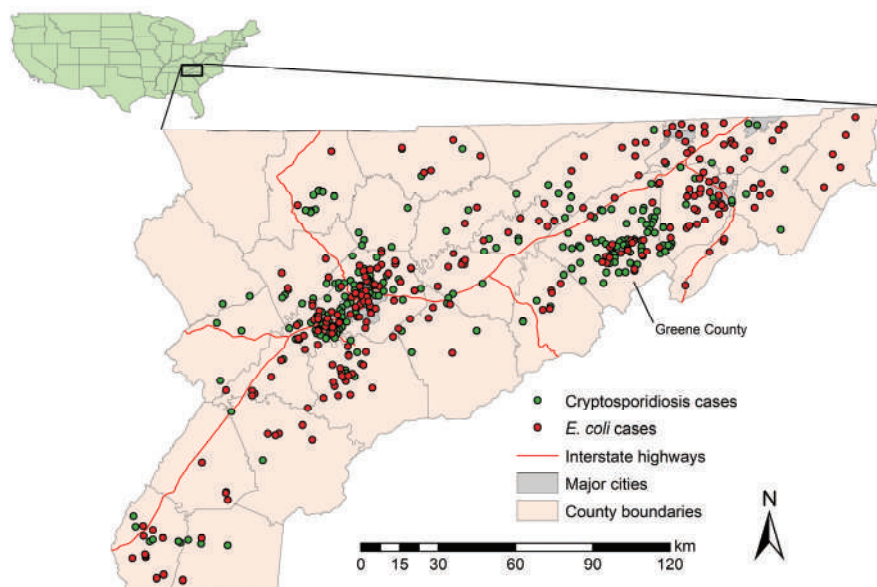 Greene County
Cryptosporidiosis cases
E. coli cases
Interstate highways
Major cities
County boundaries
N
km
0 15 30 60 90 120